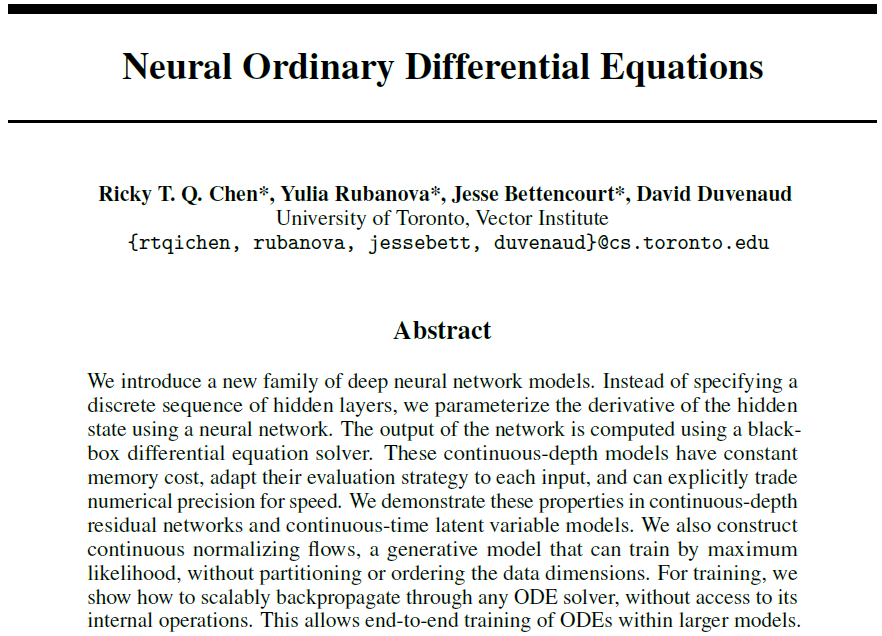 Neural Ordinary Differential Equations
Ricky T. Q. Chen*, Yulia Rubanova*, Jesse Bettencourt*, David Duvenaud
University of Toronto, Vector Institute
{rtqichen, rubanova, jessebett, duvenaud}@cs.toronto.edu
Abstract
We introduce a new family of deep neural network models. Instead of specifying a
discrete sequence of hidden layers, we parameterize the derivative of the hidden
state using a neural network. The output of the network is computed using a black-
box differential equation solver. These continuous-depth models have constant
memory cost, adapt their evaluation strategy to each input, and can explicitly trade
numerical precision for speed. We demonstrate these properties in continuous-depth
residual networks and continuous-time latent variable models. We also construct
continuous normalizing flows, a generative model that can train by maximum
likelihood, without partitioning or ordering the data dimensions. For training, we
show how to scalably backpropagate through any ODE solver, without access to its
internal operations. This allows end-to-end training of ODEs within larger models.